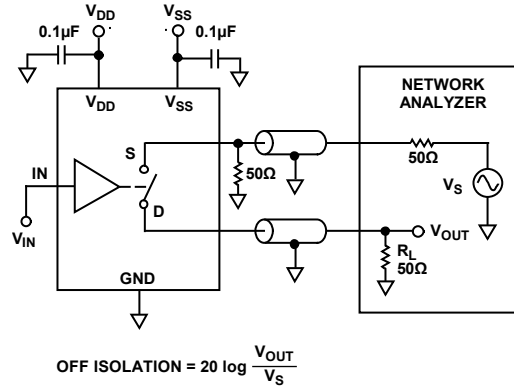 VDD
VSS
0.1µF
0.1µF
VDD
VSS
NETWORK
ANALYZER
S
IN
50Ω
50Ω
VS
D
VIN
VOUT
RL
50Ω
GND
OFF ISOLATION = 20 log VOUT/VS